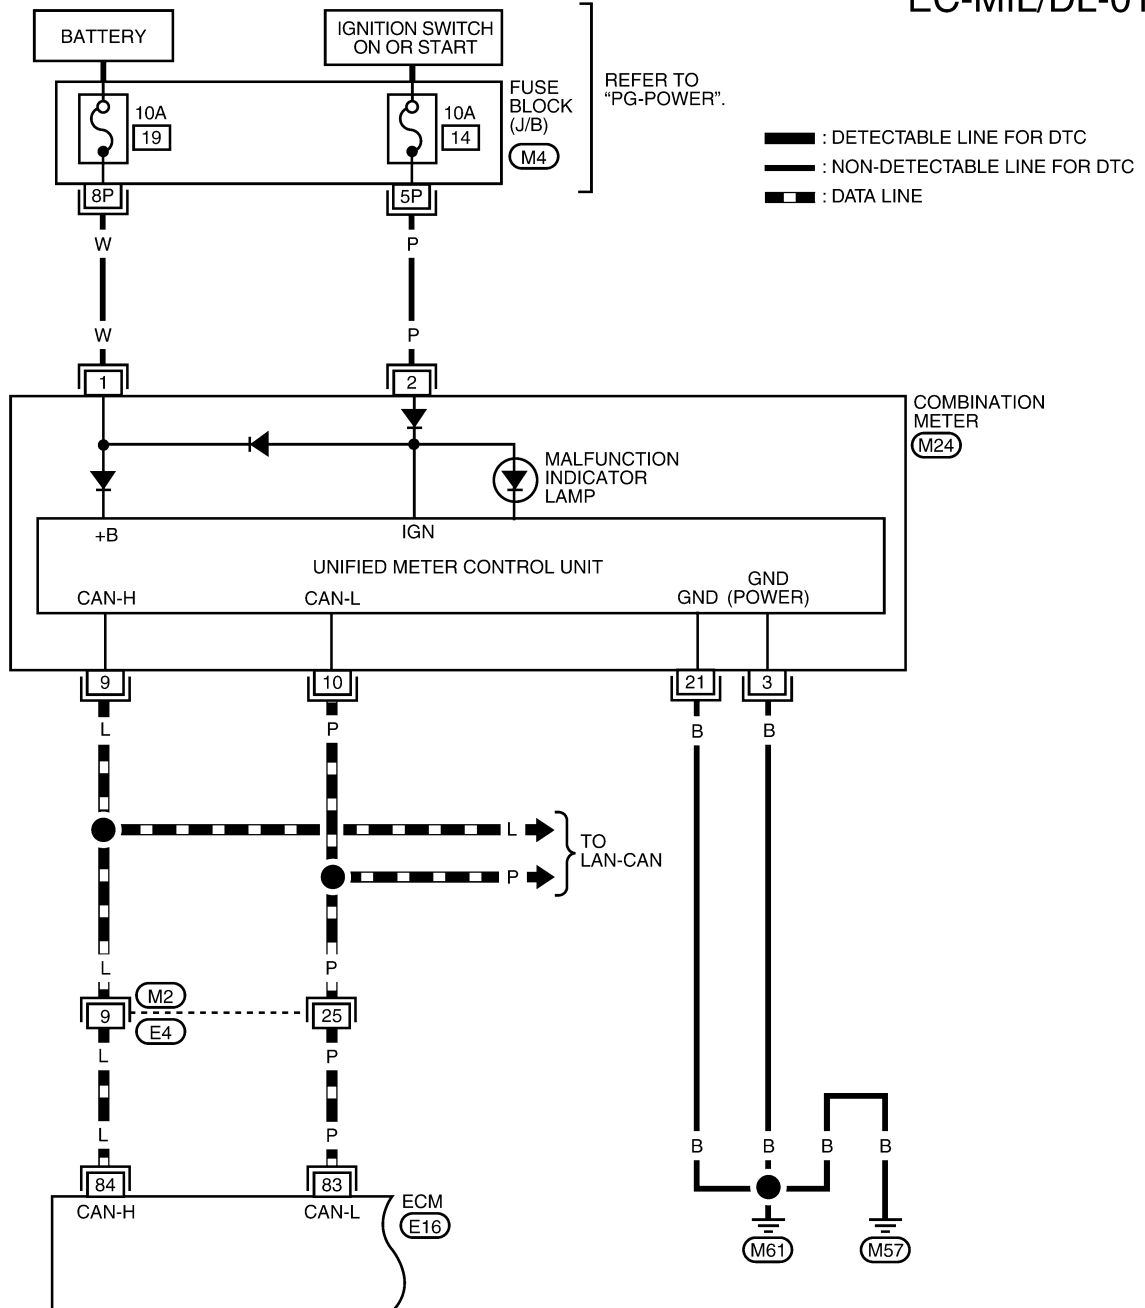 EC-MIL/DL-01
BATTERY
IGNITION SWITCH
ON OR START
10A
19
10A
14
FUSE
BLOCK
(J/B)
M4
REFER TO
“PG-POWER”.
: DETECTABLE LINE FOR DTC
: NON-DETECTABLE LINE FOR DTC
: DATA LINE
8P
5P
W
P
W
P
1
2
COMBINATION
METER
M24
MALFUNCTION
INDICATOR
LAMP
+B
IGN
UNIFIED METER CONTROL UNIT
CAN-H
CAN-L
GND
GND
(POWER)
9
10
21
3
L
P
B
B
L
P
TO
LAN-CAN
L
P
M2
9
25
E4
L
P
L
P
B
B
B
B
84
83
CAN-H
CAN-L
ECM
E16
M61
M57